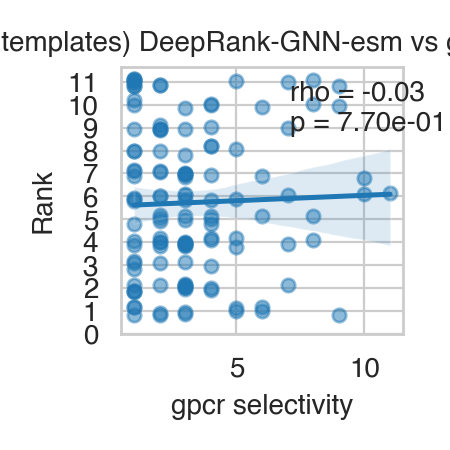 templates) DeepRank-GNN-esm vs g
rho = -0.03
p = 7.70e-01
Rank
11
10
9
8
7
6
5
4
3
2
1
0
5
10
gpcr selectivity